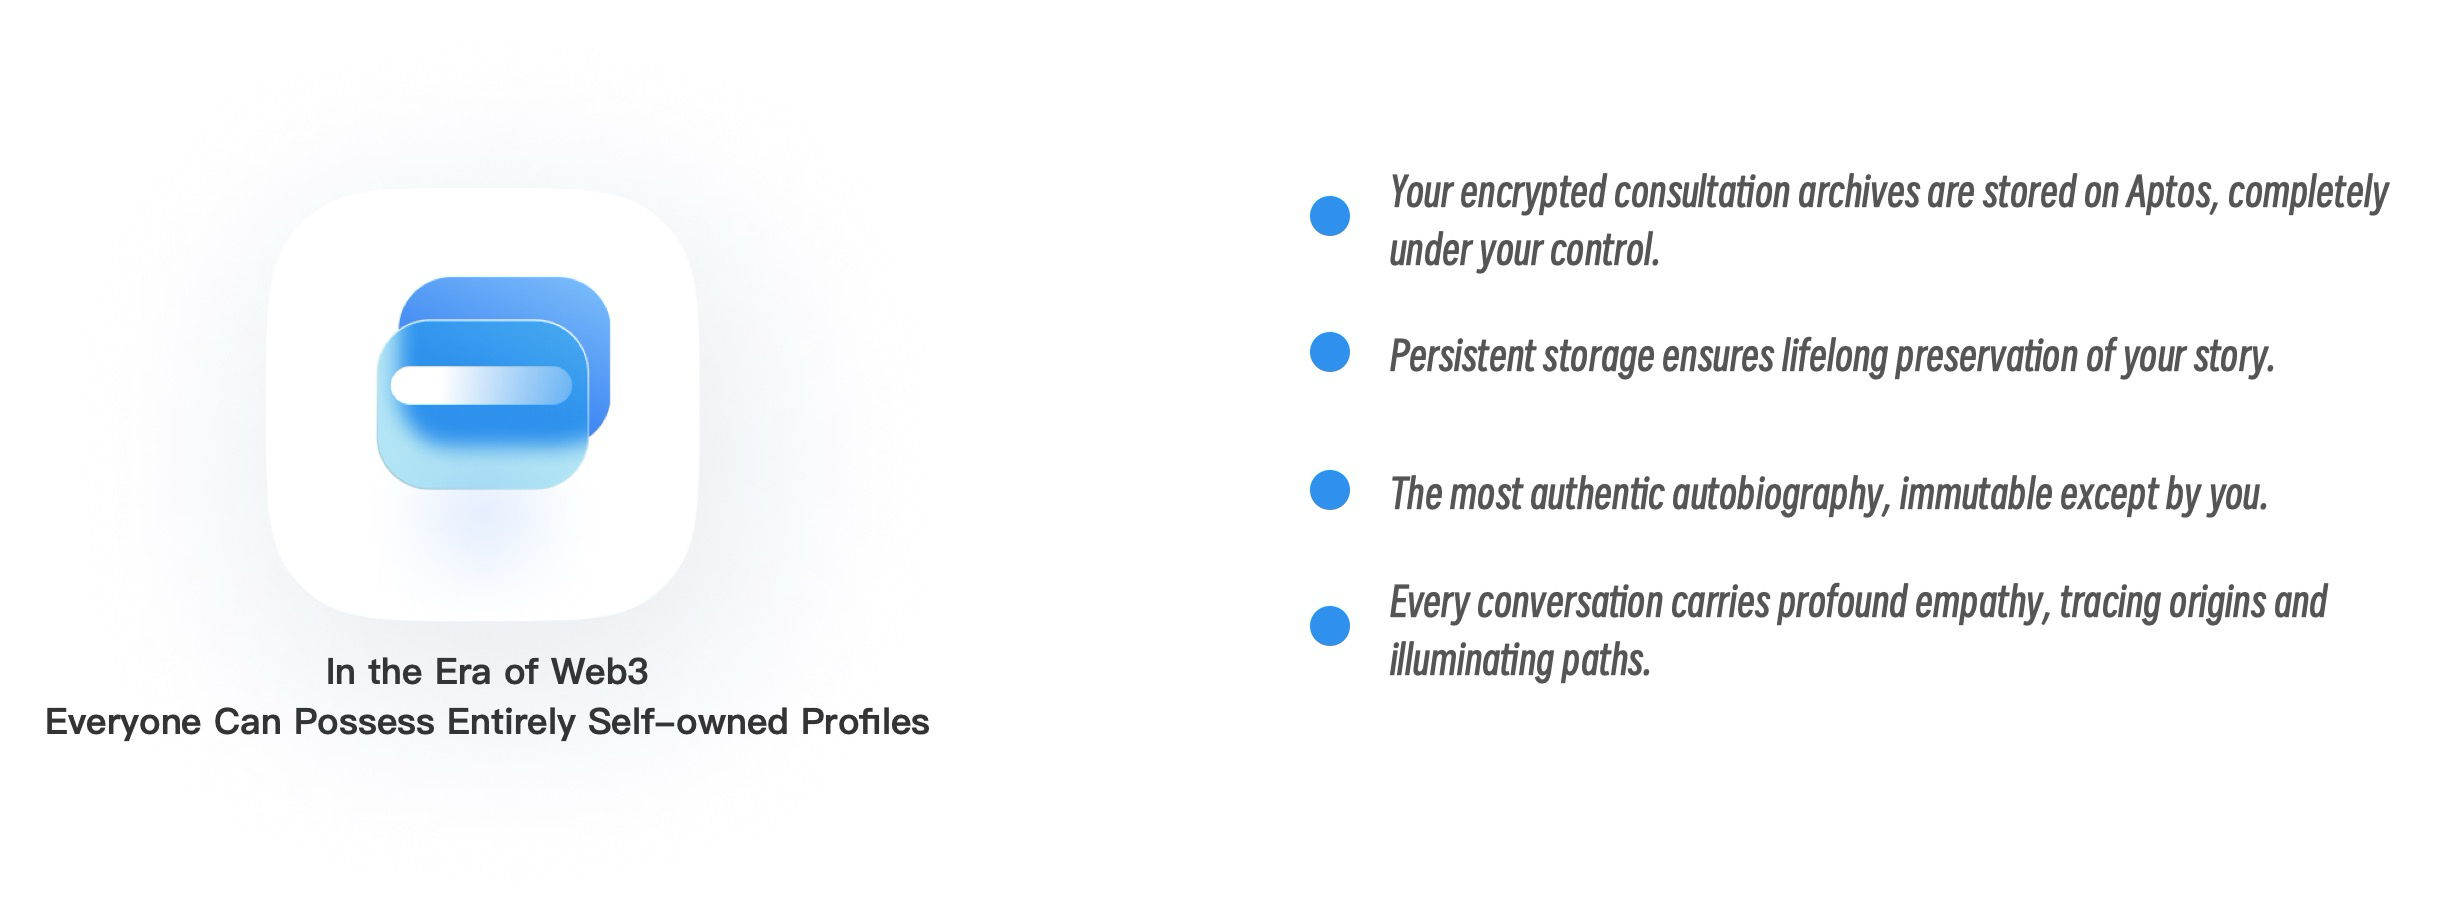 In the Era of Web3
Everyone Can Possess Entirely Self-owned Profiles
Your encrypted consultation archives are stored on Aptos, completely
under your control.
Persistent storage ensures lifelong preservation of your story.
The most authentic autobiography, immutable except by you.
Every conversation carries profound empathy, tracing origins and
illuminating paths.